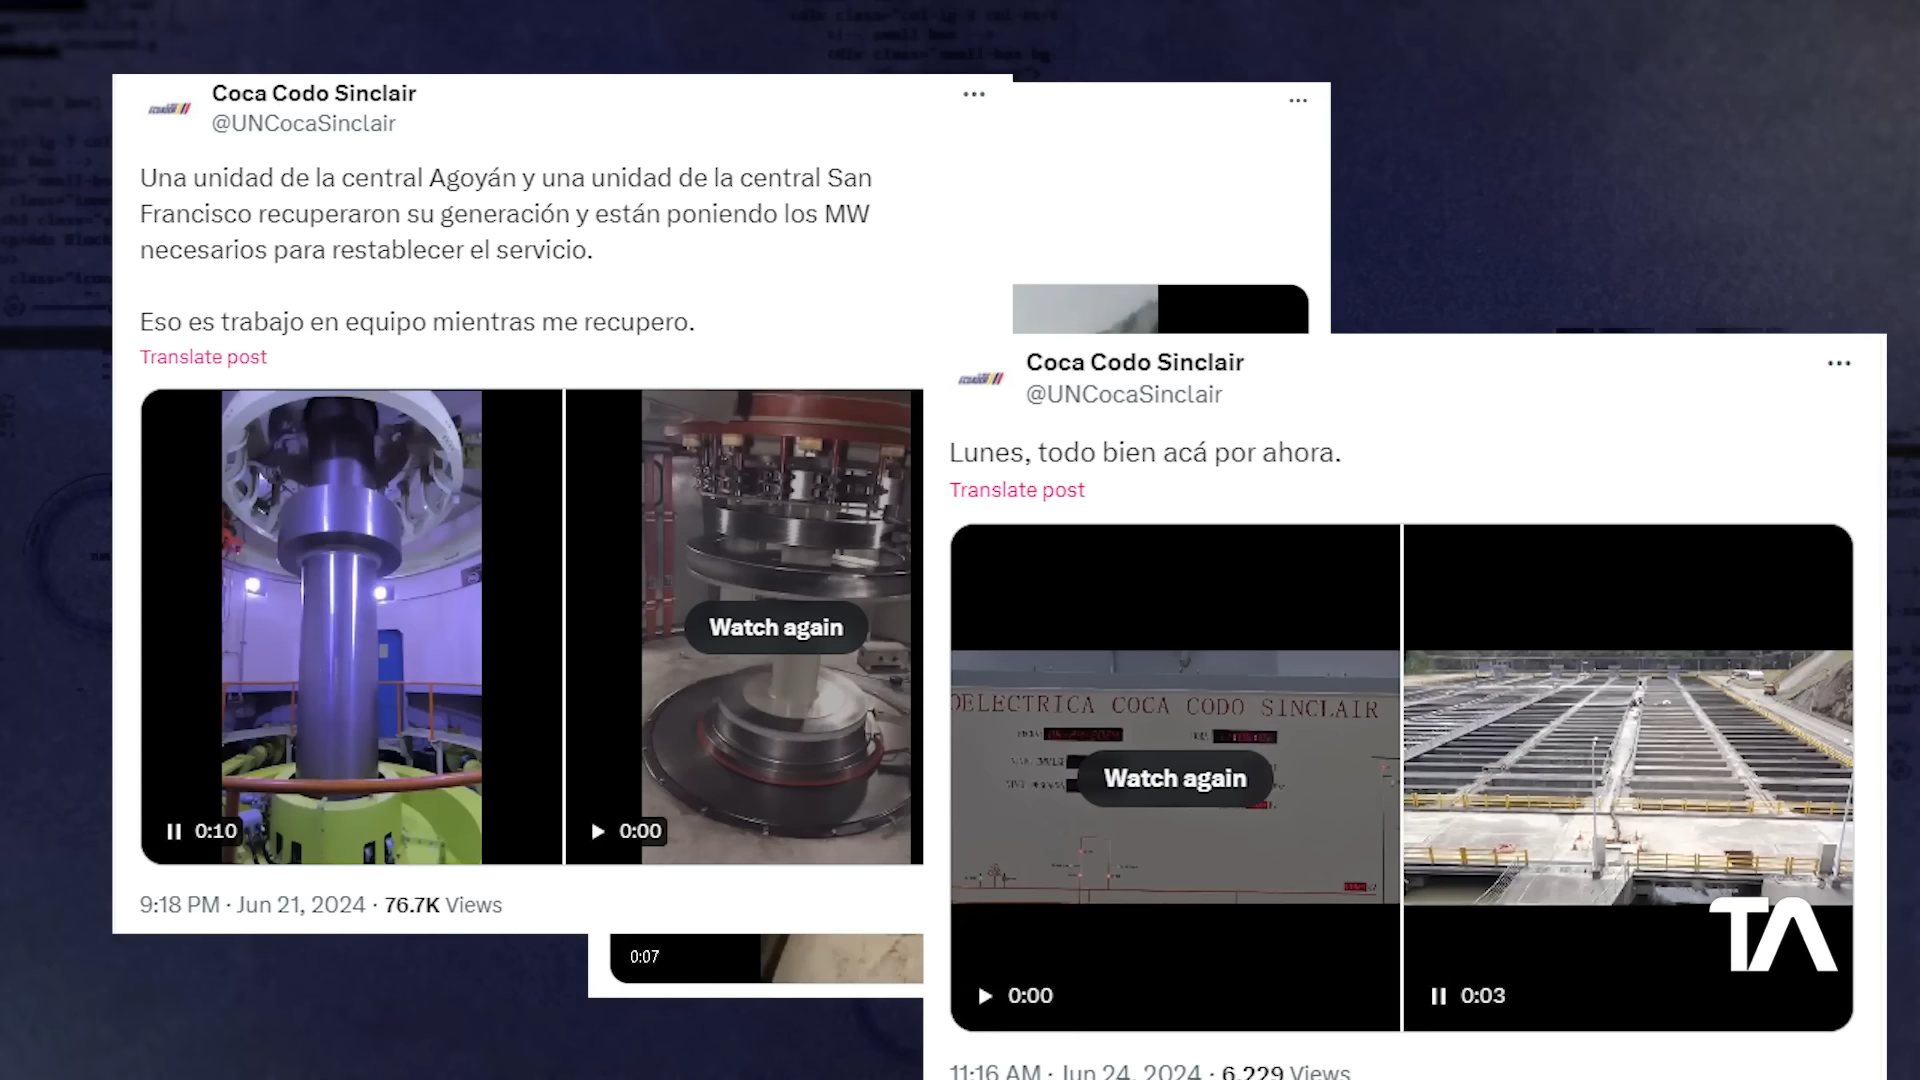 Coca Codo Sinclair
@UNCocaSinclair
Una unidad de la central Agoyán y una unidad de la central San
Francisco recuperaron su generación y están poniendo los MW
necesarios para restablecer el servicio.
Eso es trabajo en equipo mientras me recupero.
Translate post
Watch again
0:10
0:00
9:18 PM · Jun 21, 2024 · 76.7K Views
0:07
Coca Codo Sinclair
@UNCocaSinclair
Lunes, todo bien acá por ahora.
Translate post
OELECTRICA COCA CODO SINCLAIR
Watch again
TA
0:00
0:03
11:16 AM · Jun 24, 2024 · 6,229 Views